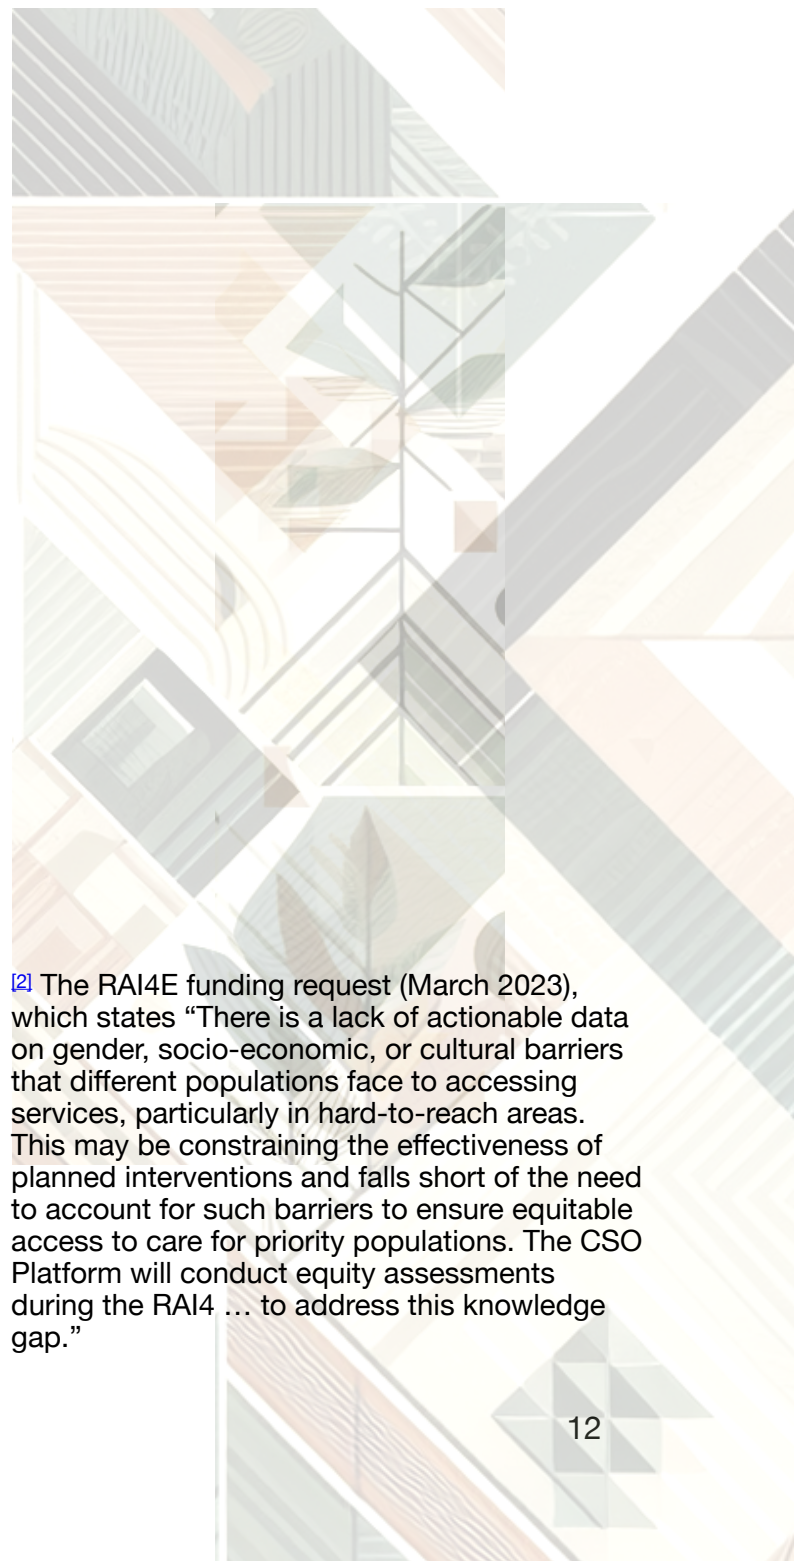 [2] The RAI4E funding request (March 2023),
which states “There is a lack of actionable data
on gender, socio-economic, or cultural barriers
that different populations face to accessing
services, particularly in hard-to-reach areas.
This may be constraining the effectiveness of
planned interventions and falls short of the need
to account for such barriers to ensure equitable
access to care for priority populations. The CSO
Platform will conduct equity assessments
during the RAI4 … to address this knowledge
gap.”
12